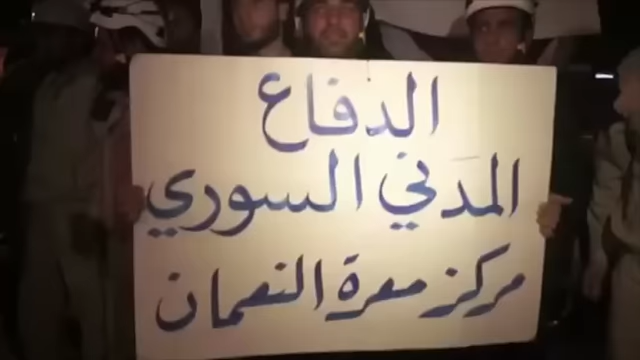 الدفاع
المدني السوري
مركز معرة النعمان